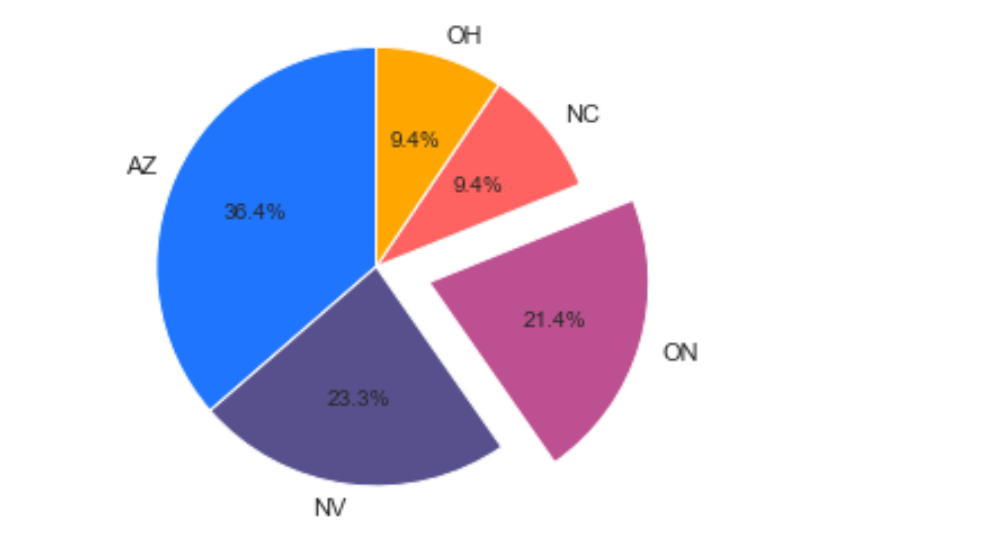 OH
NC
9.4%
AZ
9.4%
36.4%
21.4%
ON
23.3%
NV